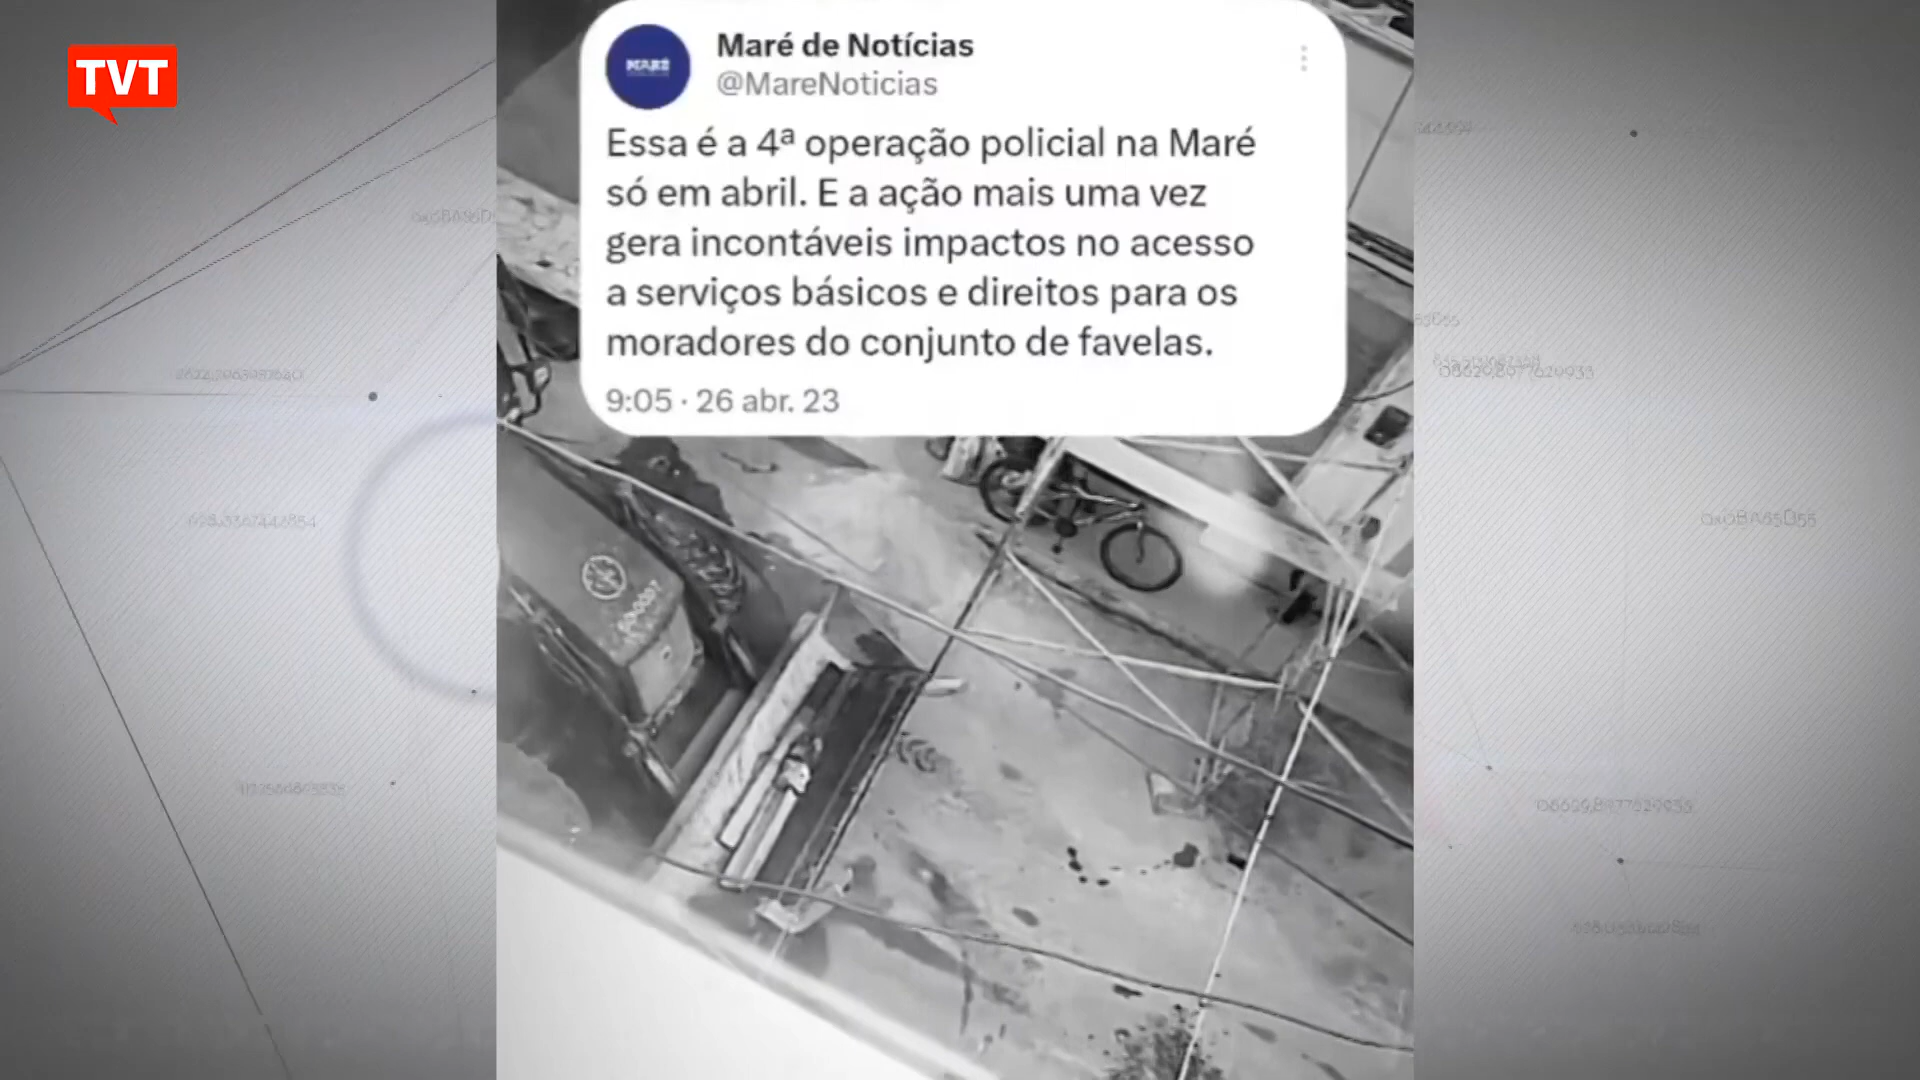 TVT
MARÉ
Maré de Notícias
@MareNoticias
Essa é a 4ª operação policial na Maré
só em abril. E a ação mais uma vez
gera incontáveis impactos no acesso
a serviços básicos e direitos para os
moradores do conjunto de favelas.
9:05 · 26 abr. 23
0x0BA85D55